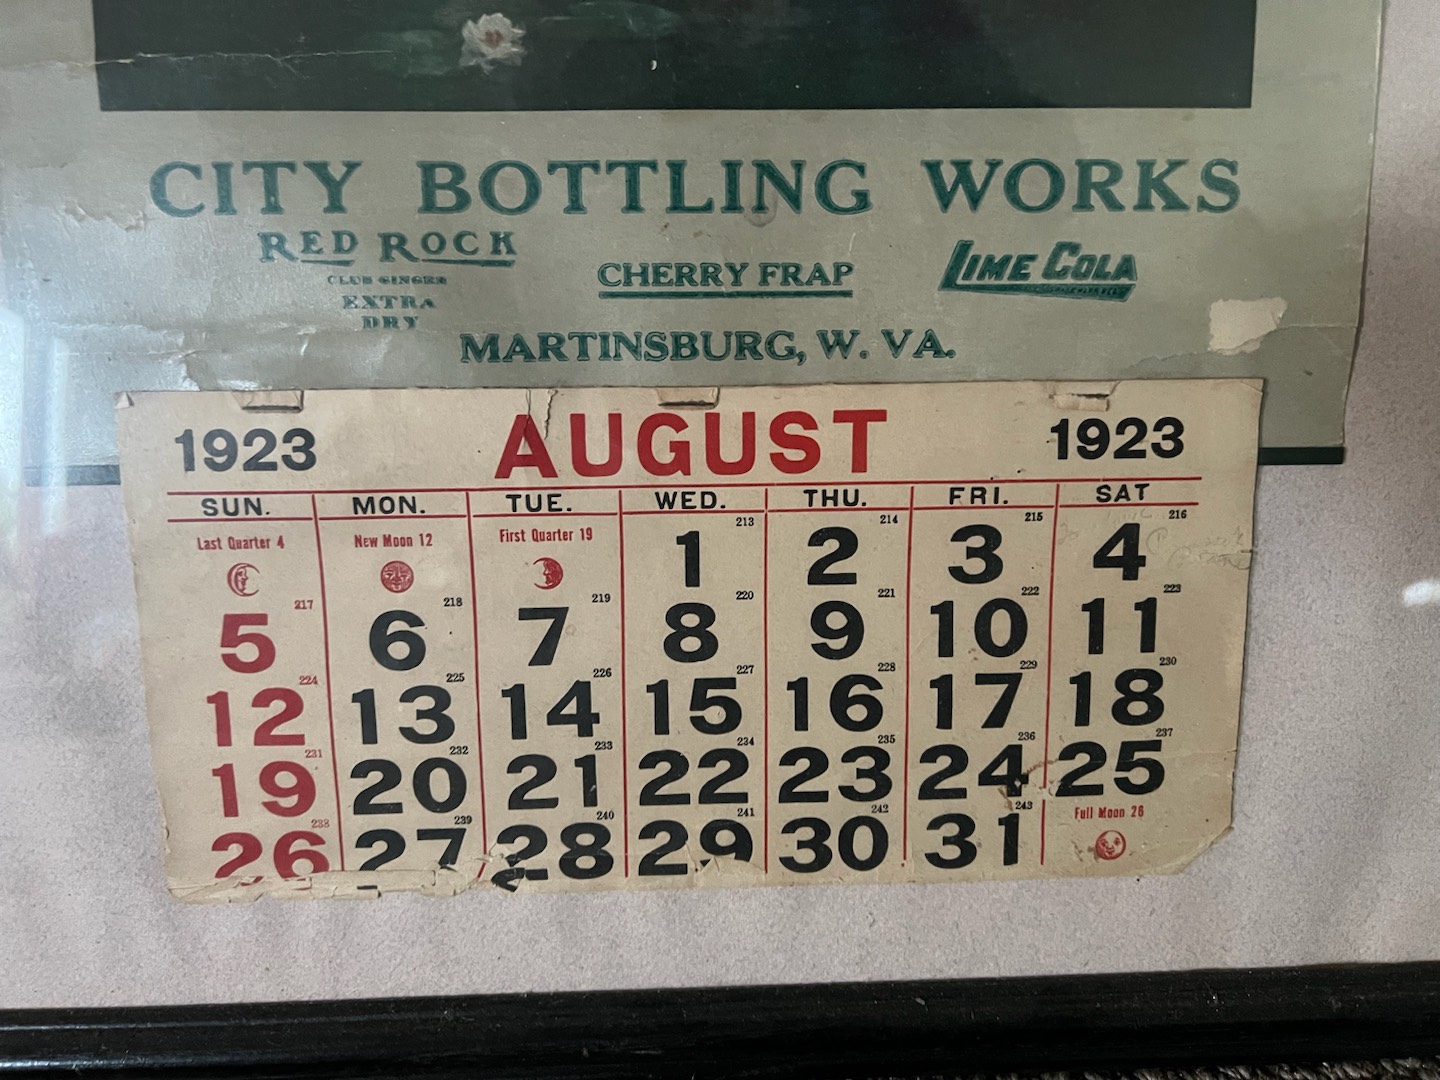 CITY BOTTLING WORKS
RED ROCK
CLUB GINGER
EXTRA
DRY
CHERRY FRAP
LIME COLA
MARTINSBURG, W. VA.
1923 AUGUST 1923
SUN. MON. TUE. WED. THU. FRI. SAT
Last Quarter 4 New Moon 12 First Quarter 19
213 214 215 216
1 2 3 4
217 218 219 220 221 222 223
5 6 7 8 9 10 11
224 225 226 227 228 229 230
12 13 14 15 16 17 18
231 232 233 234 235 236 237
19 20 21 22 23 24 25
238 239 240 241 242 243
26 27 28 29 30 31
Full Moon 26